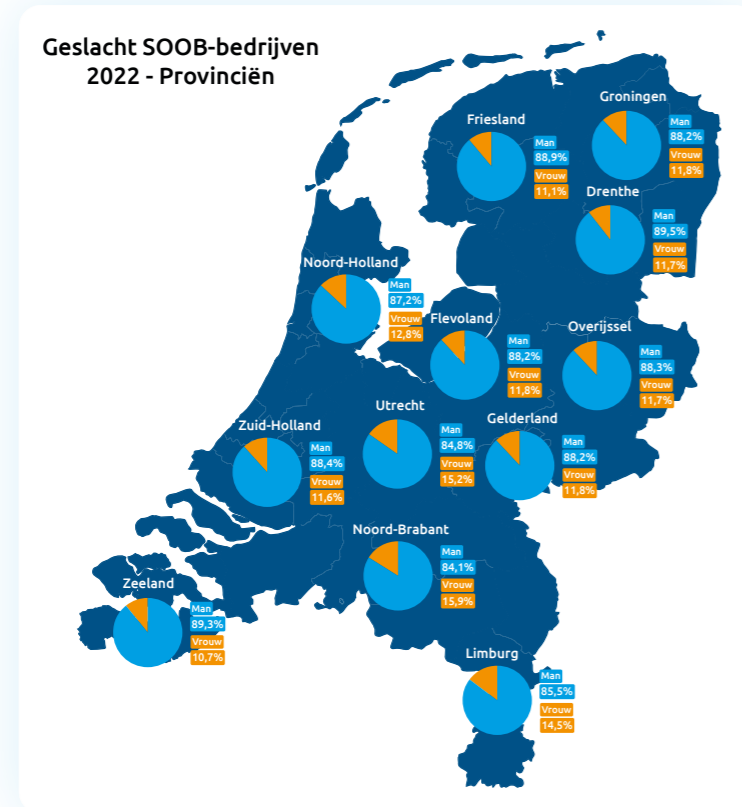 Geslacht SOOB-bedrijven
2022 - Provinciën
Groningen
Man
88,2%
Vrouw
11,8%
Friesland
Man
88,9%
Vrouw
11,1%
Drenthe
Man
89,5%
Vrouw
11,7%
Noord-Holland
Man
87,2%
Vrouw
12,8%
Flevoland
Man
88,2%
Vrouw
11,8%
Overijssel
Man
88,3%
Vrouw
11,7%
Utrecht
Man
84,8%
Vrouw
15,2%
Gelderland
Man
88,2%
Vrouw
11,8%
Zuid-Holland
Man
88,4%
Vrouw
11,6%
Noord-Brabant
Man
84,1%
Vrouw
15,9%
Zeeland
Man
89,3%
Vrouw
10,7%
Limburg
Man
85,5%
Vrouw
14,5%